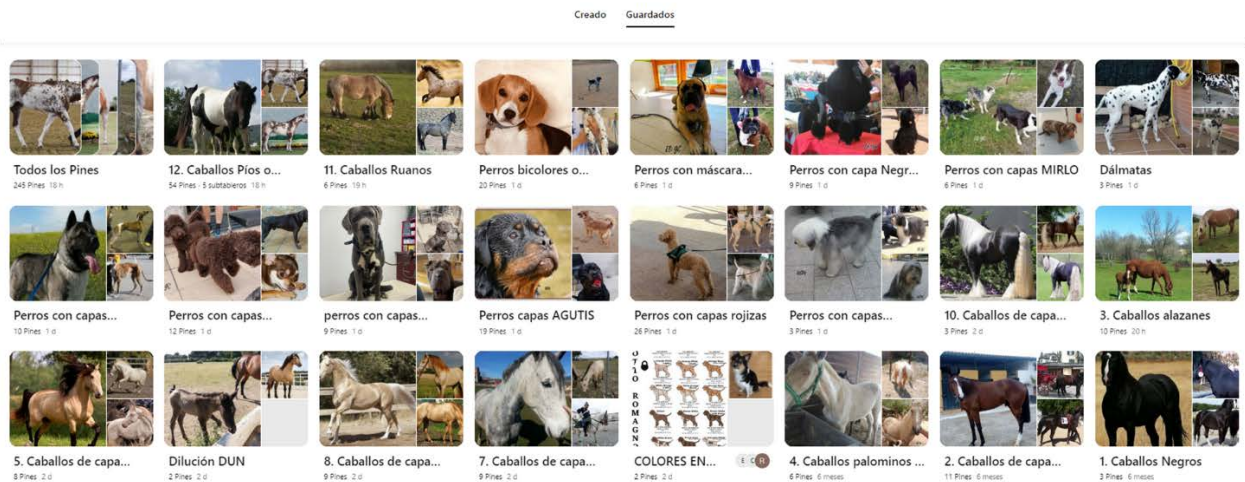 Creado Guardados
Todos los Pines
245 Pines 18 h
12. Caballos Píos o...
54 Pines · 5 subtableros 18 h
11. Caballos Ruanos
6 Pines 19 h
Perros bicolores o...
20 Pines 1 d
Perros con máscara...
6 Pines 1 d
Perros con capa Negr...
9 Pines 1 d
Perros con capas MIRLO
6 Pines 1 d
Dálmatas
3 Pines 1 d
Perros con capas...
10 Pines 1 d
Perros con capas...
12 Pines 1 d
perros con capas...
9 Pines 1 d
Perros capas AGUTIS
19 Pines 1 d
Perros con capas rojizas
26 Pines 1 d
Perros con capas...
3 Pines 1 d
10. Caballos de capa...
3 Pines 2 d
3. Caballos alazanes
10 Pines 20 h
OTTO ROMAGN
5. Caballos de capa...
8 Pines 2 d
Dilución DUN
2 Pines 2 d
8. Caballos de capa...
9 Pines 2 d
7. Caballos de capa...
9 Pines 2 d
COLORES EN...
2 Pines 2 d
E
R
4. Caballos palominos ...
6 Pines 6 meses
2. Caballos de capa...
11 Pines 6 meses
1. Caballos Negros
3 Pines 6 meses